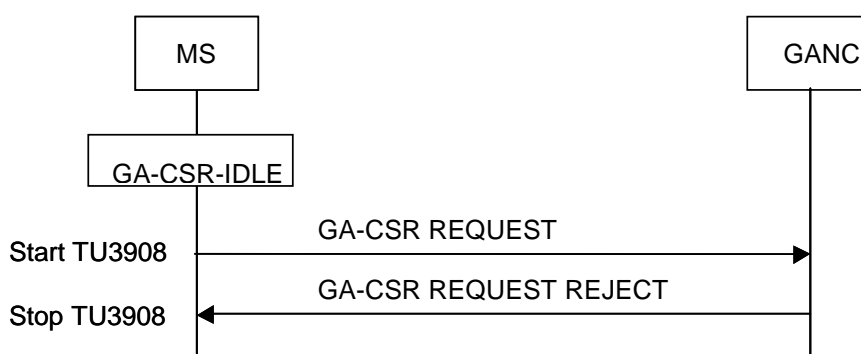 MS
GANC
GA-CSR-IDLE
GA-CSR REQUEST
Start TU3908
GA-CSR REQUEST REJECT
Stop TU3908